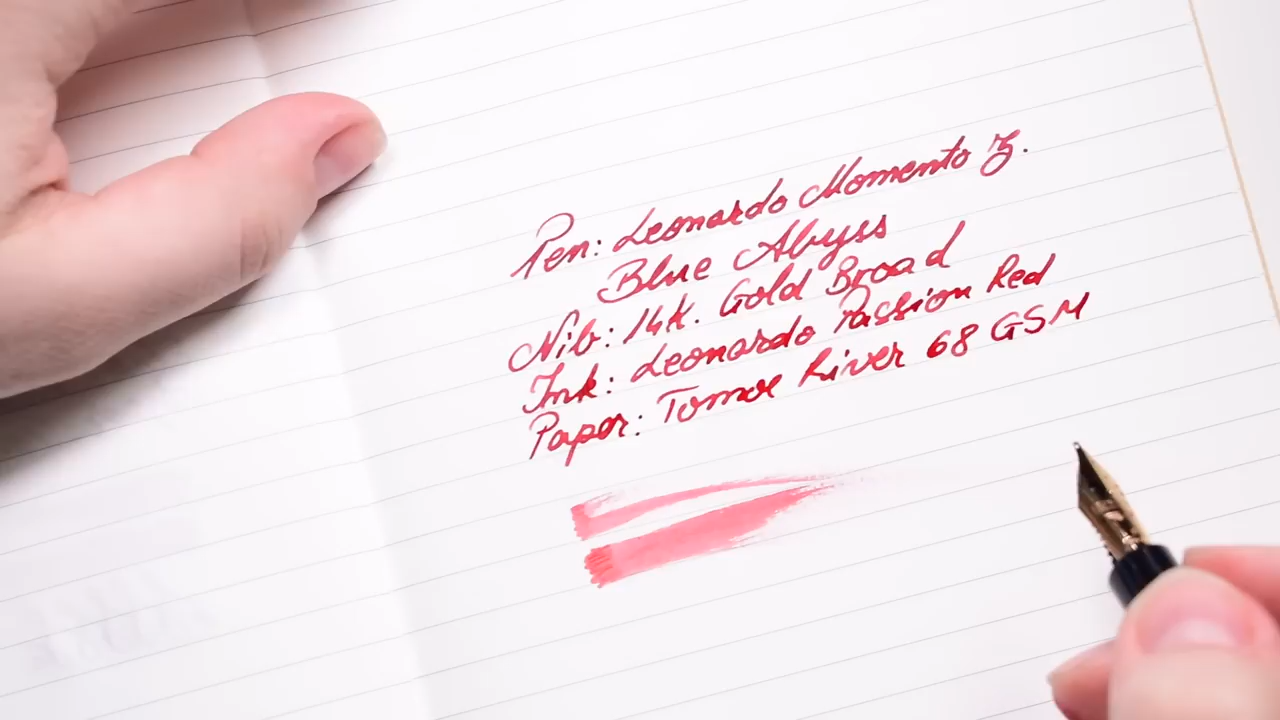 Pen: Leonardo Momento Z.
Blue Abyss
Nib: 14k. Gold Broad
Ink: Leonardo Passion Red
Paper: Tomoe River 68 GSM